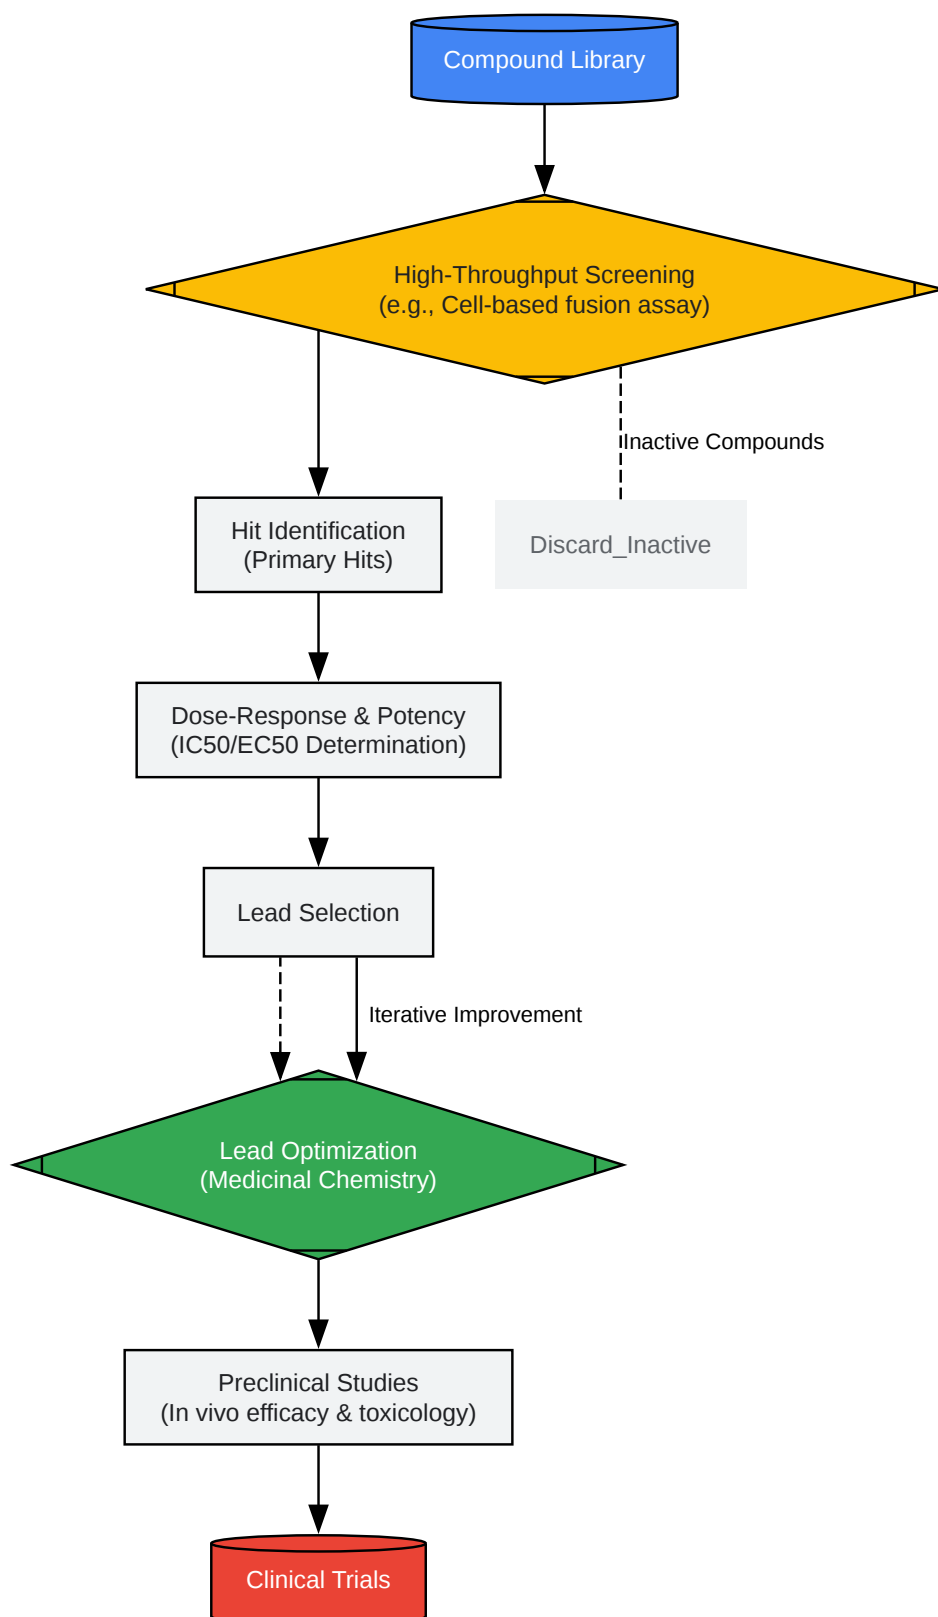 Compound Library
High-Throughput Screening
(e.g., Cell-based fusion assay)
Inactive Compounds
Hit Identification
(Primary Hits)
Discard_Inactive
Dose-Response & Potency
(IC50/EC50 Determination)
Lead Selection
Iterative Improvement
Lead Optimization
(Medicinal Chemistry)
Preclinical Studies
(In vivo efficacy & toxicology)
Clinical Trials